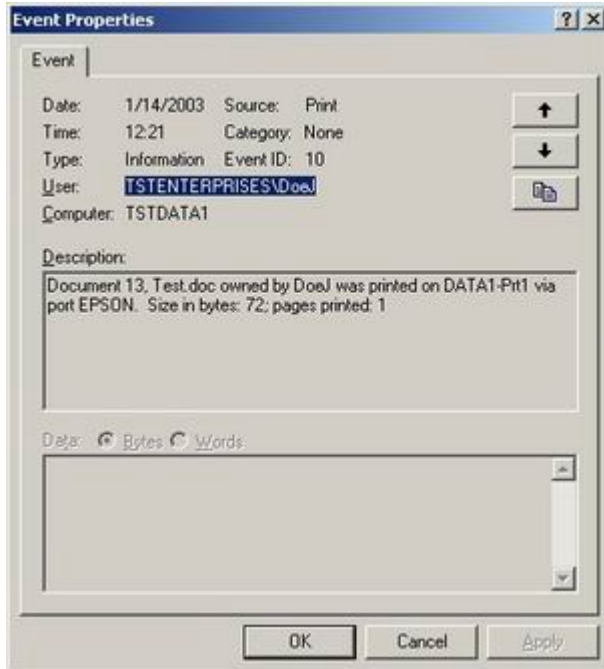 Event Properties
Event
Date: 1/14/2003 Source: Print
Time: 12:21 Category: None
Type: Information Event ID: 10
User: TSTENTERPRISES\DoeJ
Computer: TSTDATA1
Description:
Document 13, Test.doc owned by DoeJ was printed on DATA1-Prt1 via
port EPSON. Size in bytes: 72; pages printed: 1
Data: Bytes Words
OK Cancel Apply